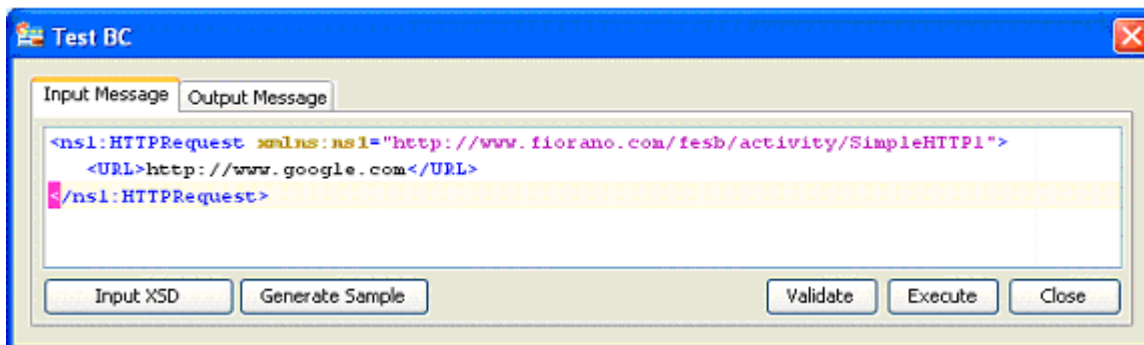 Test BC
Input Message Output Message
<ns1:HTTPRequest xmlns:ns1="http://www.fiorano.com/fesb/activity/SimpleHTTP1">
<URL>http://www.google.com</URL>
</ns1:HTTPRequest>
Input XSD Generate Sample Validate Execute Close